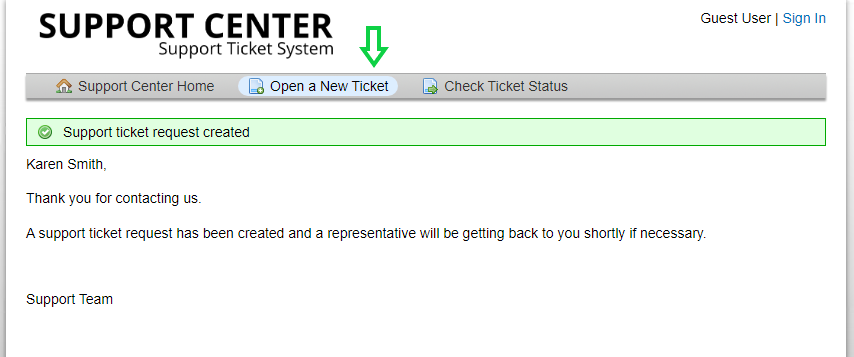 SUPPORT CENTER
Support Ticket System
Guest User | Sign In
Support Center Home Open a New Ticket Check Ticket Status
Support ticket request created
Karen Smith,
Thank you for contacting us.
A support ticket request has been created and a representative will be getting back to you shortly if necessary.
Support Team